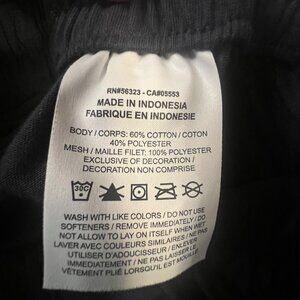 RN#56323 - CA#05553
MADE IN INDONESIA
FABRIQUE EN INDONESIE
BODY / CORPS: 60% COTTON / COTON
40% POLYESTER
MESH / MAILLE FILET: 100% POLYESTER
EXCLUSIVE OF DECORATION /
DECORATION NON COMPRISE
30C
WASH WITH LIKE COLORS / DO NOT USE
SOFTENERS / REMOVE IMMEDIATELY / DO NOT
ALLOW TO LAY ON ITSELF WHEN WET
LAVER AVEC COULEURS SIMILAIRES / NE PAS
UTILISER D'ADOUCISSEUR / ENLEVER
IMMÉDIATEMENT / NE PAS LAISSER LE
VÊTEMENT PLIÉ LORSQU'IL EST MOUILLÉ